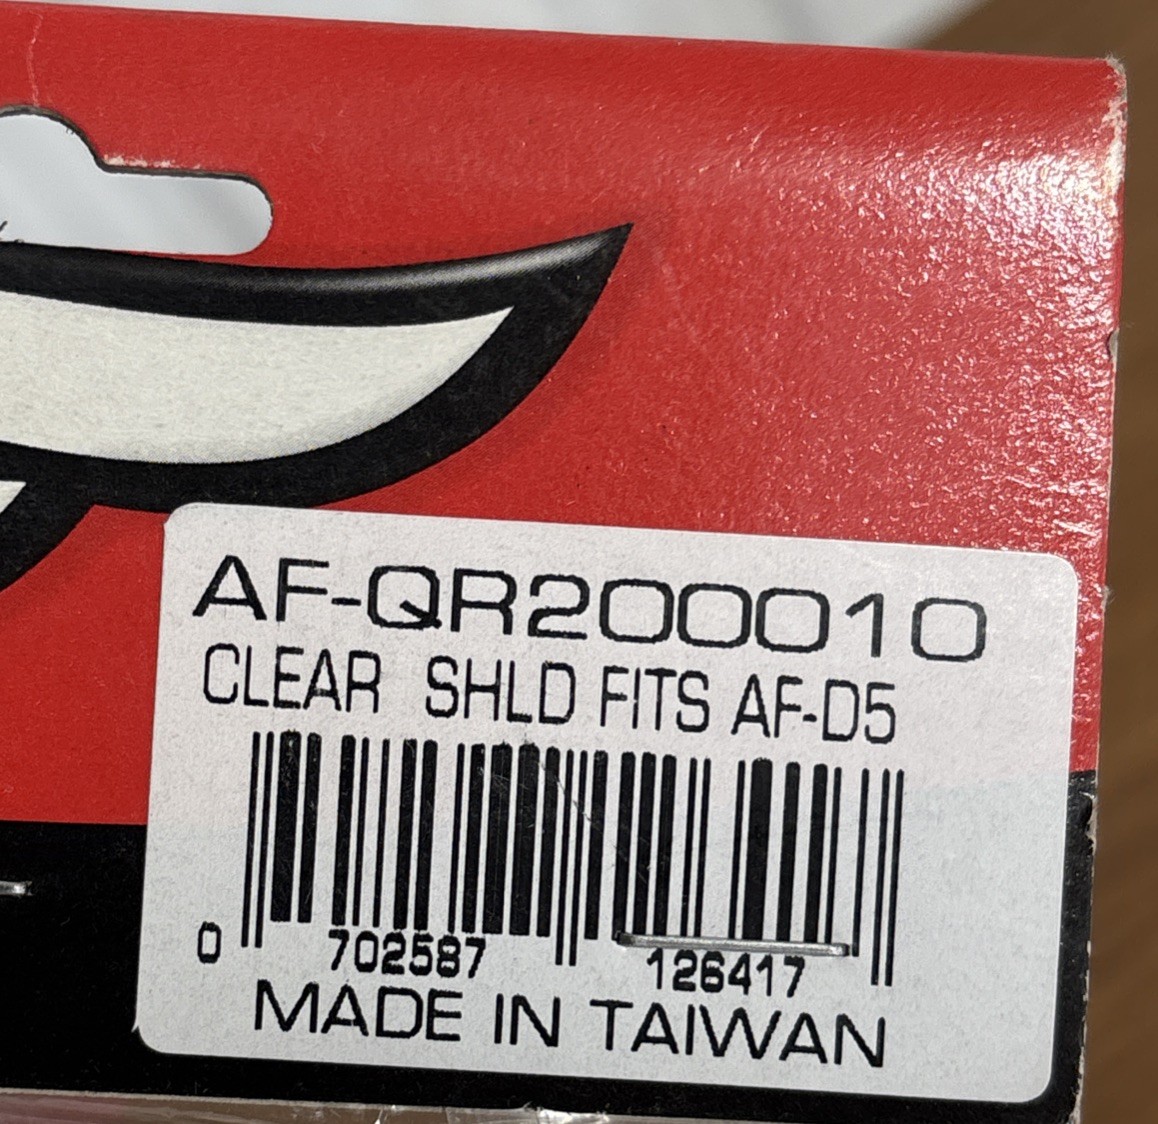 AF-QR200010
CLEAR SHLD FITS AF-D5
0 702587 126417
MADE IN TAIWAN